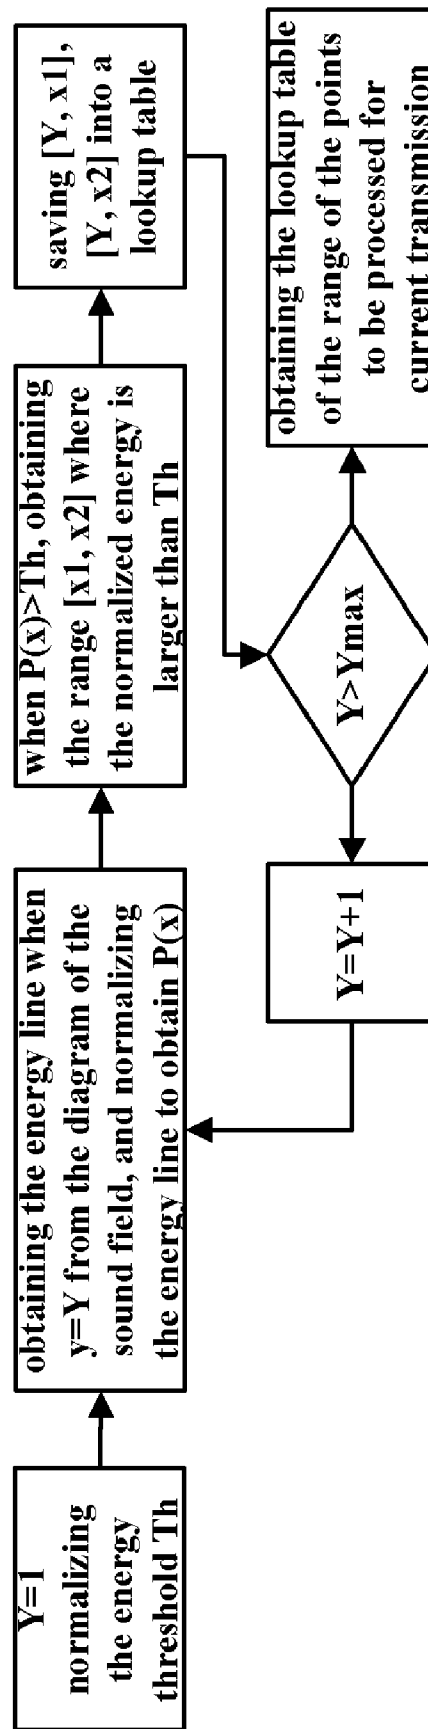 Y=1
normalizing
the energy
threshold Th
obtaining the energy line when
y=Y from the diagram of the
sound field, and normalizing
the energy line to obtain P(x)
when P(x)>Th, obtaining
the range [x1, x2] where
the normalized energy is
larger than Th
saving [Y, x1],
[Y, x2] into a
lookup table
Y>Ymax
Y=Y+1
obtaining the lookup table
of the range of the points
to be processed for
current transmission